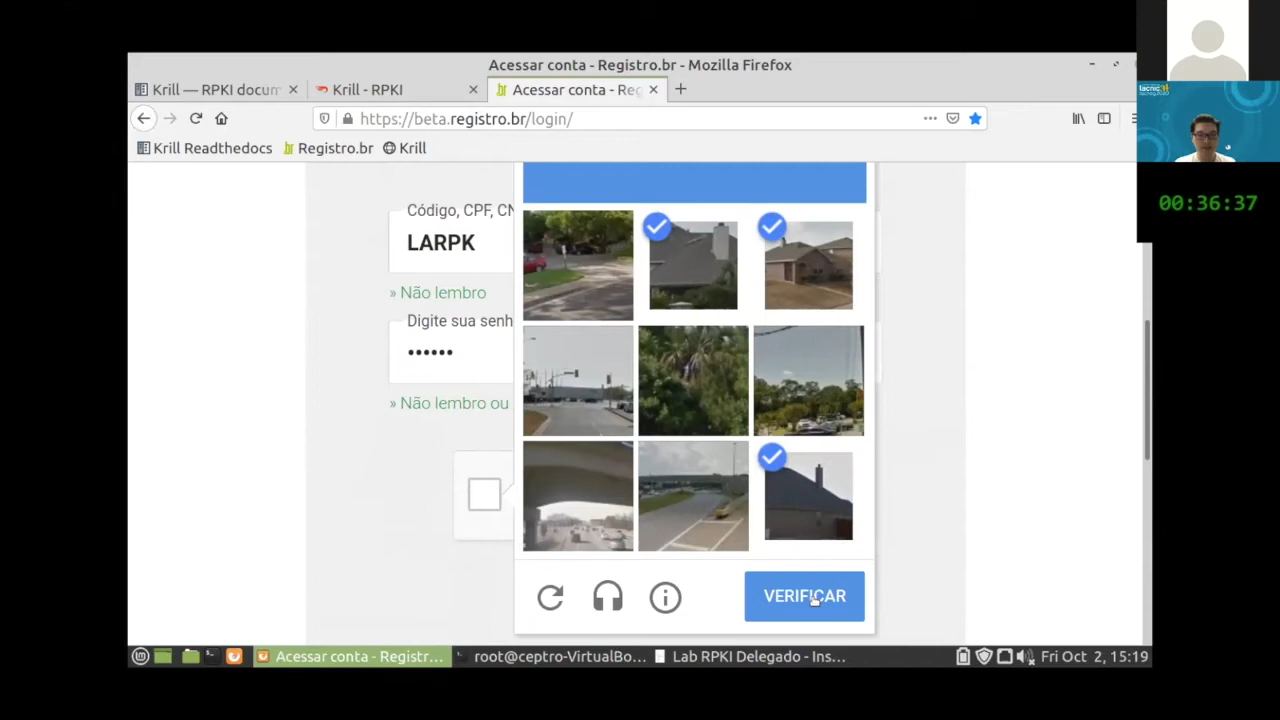 Acessar conta - Registro.br - Mozilla Firefox
Krill — RPKI docum
Krill - RPKI
Acessar conta - Reg
https://beta.registro.br/login/
Krill Readthedocs
Registro.br
Krill
00:36:37
Código, CPF, CN
LARPK
» Não lembro
Digite sua senh
••••••
» Não lembro ou
VERIFICAR
Acessar conta - Registr...
root@ceptro-VirtualBo...
Lab RPKI Delegado - Ins...
Fri Oct 2, 15:19